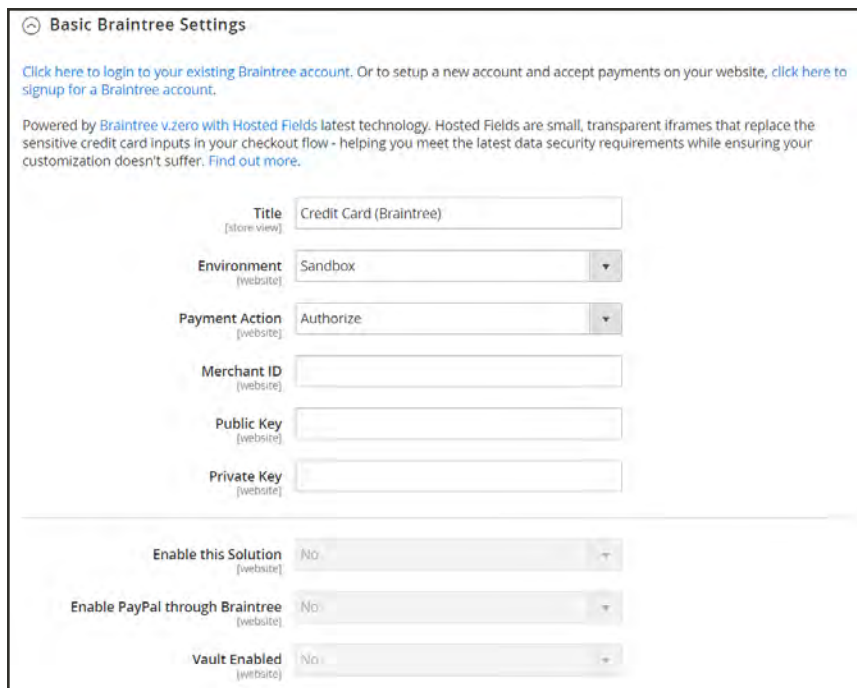 Basic Braintree Settings
Click here to login to your existing Braintree account. Or to setup a new account and accept payments on your website, click here to
signup for a Braintree account.
Powered by Braintree v.zero with Hosted Fields latest technology. Hosted Fields are small, transparent iframes that replace the
sensitive credit card inputs in your checkout flow - helping you meet the latest data security requirements while ensuring your
customization doesn't suffer. Find out more.
Title Credit Card (Braintree)
[store view]
Environment Sandbox
[website]
Payment Action Authorize
[website]
Merchant ID
[website]
Public Key
[website]
Private Key
[website]
Enable this Solution No
[website]
Enable PayPal through Braintree No
[website]
Vault Enabled No
[website]